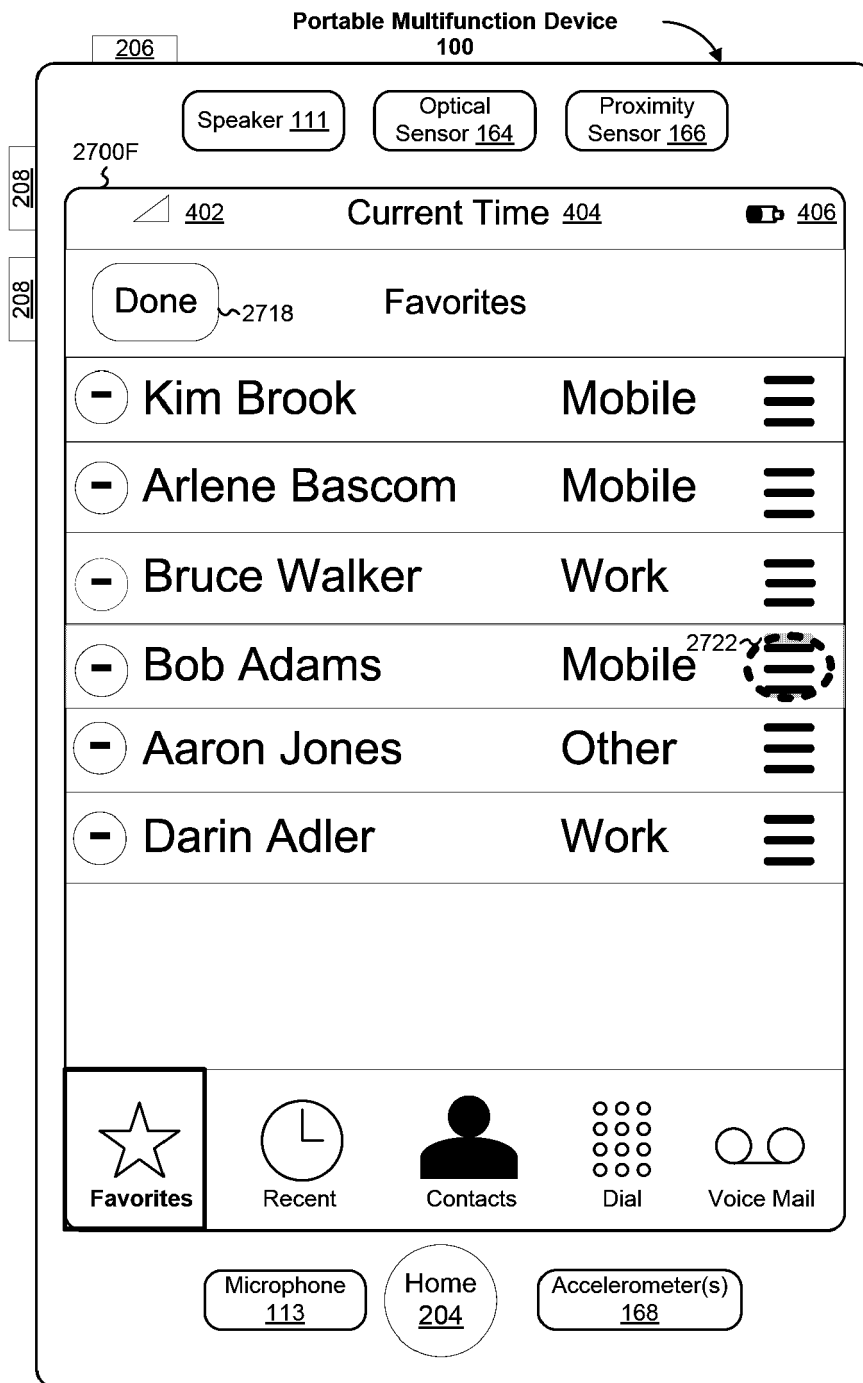 Portable Multifunction Device
100
206
Speaker 111
Optical
Sensor 164
Proximity
Sensor 166
2700F
208
208
402
Current Time 404
406
Done
2718
Favorites
- Kim Brook Mobile
- Arlene Bascom Mobile
- Bruce Walker Work
- Bob Adams Mobile 2722
- Aaron Jones Other
- Darin Adler Work
Favorites
Recent
Contacts
Dial
Voice Mail
Microphone
113
Home
204
Accelerometer(s)
168